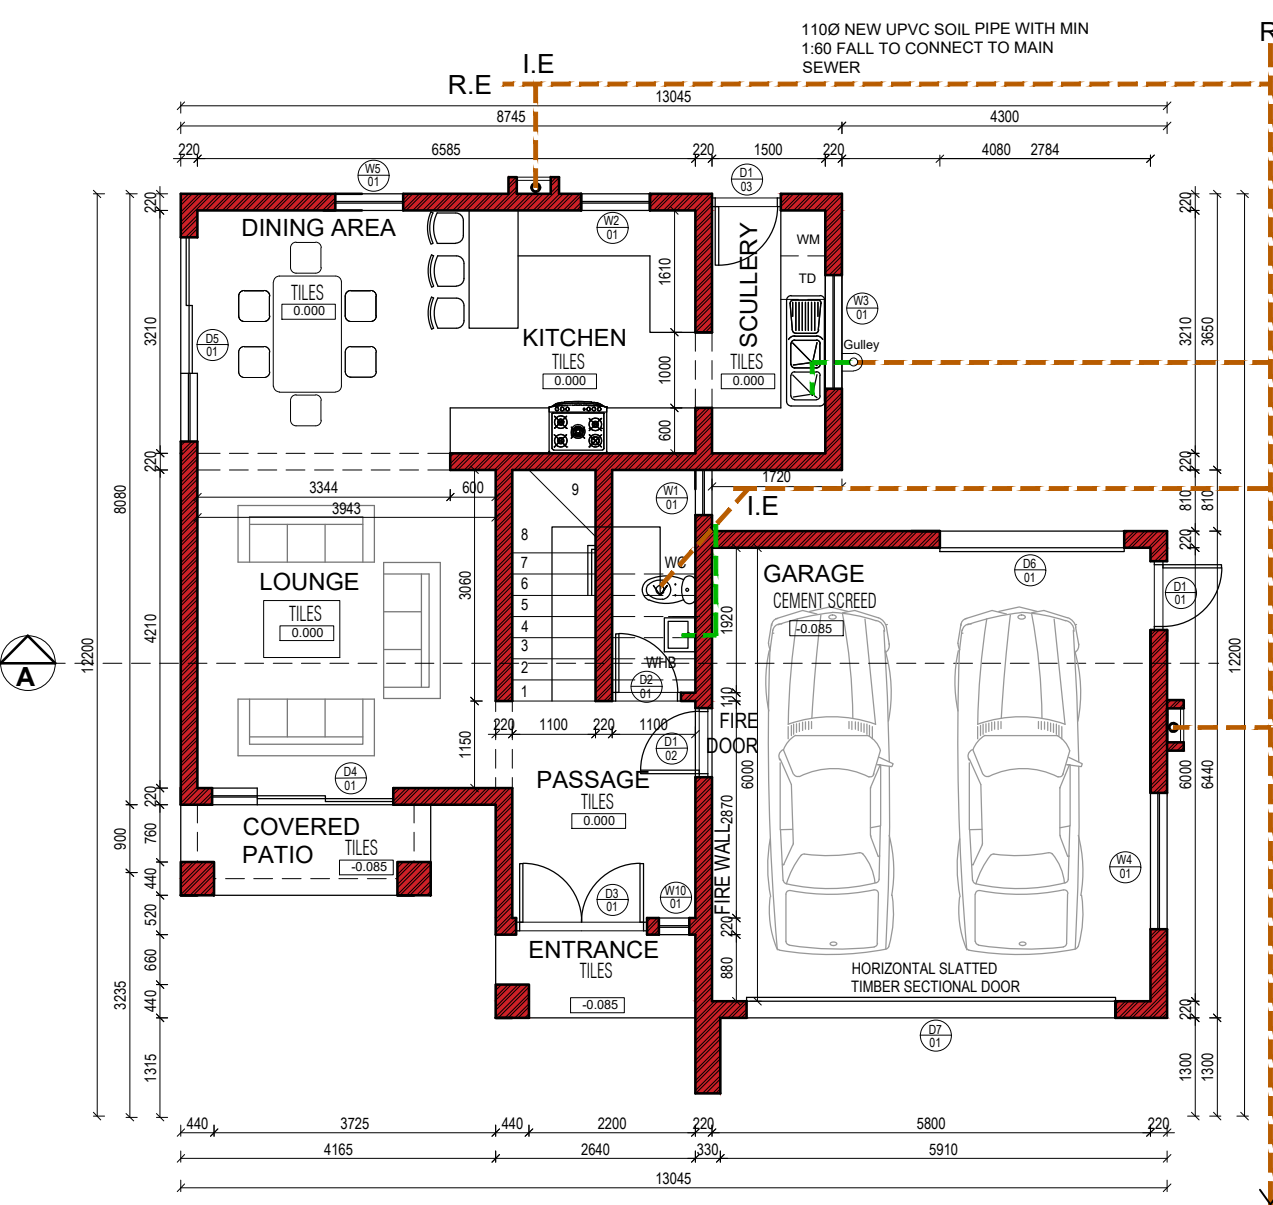 110Ø NEW UPVC SOIL PIPE WITH MIN
1:60 FALL TO CONNECT TO MAIN
SEWER
R
I.E
R.E
13045
8745
4300
220
6585
220
1500
220
4080
2784
W5
01
D1
03
W2
01
DINING AREA
TILES
0.000
D5
01
KITCHEN
TILES
0.000
1610
1000
600
SCULLERY
TILES
0.000
WM
TD
W3
01
Gulley
220
3210
220
8080
12200
4210
220
900
760
440
520
660
440
3235
1315
220
3210
3650
220
810
810
220
12200
6000
6440
220
1300
1300
3344
600
3943
1720
9
8
7
6
5
4
3
2
1
W1
01
I.E
WC
WHB
D2
01
3060
1150
LOUNGE
TILES
0.000
A
GARAGE
CEMENT SCREED
-0.085
D6
01
D1
01
1920
110
FIRE
DOOR
D1
02
220
1100
220
1100
PASSAGE
TILES
0.000
6000
2870
FIRE WALL
220
880
D4
01
COVERED
PATIO
TILES
-0.085
D3
01
W10
01
W4
01
ENTRANCE
TILES
-0.085
HORIZONTAL SLATTED
TIMBER SECTIONAL DOOR
D7
01
440
3725
440
2200
220
5800
220
4165
2640
330
5910
13045